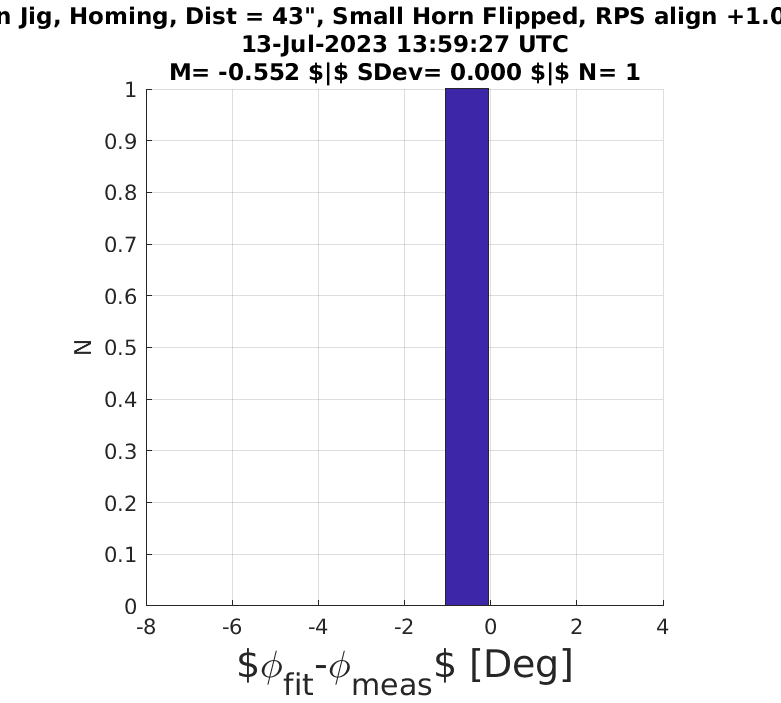 n Jig, Homing, Dist = 43", Small Horn Flipped, RPS align +1.0
13-Jul-2023 13:59:27 UTC
M= -0.552 $|$ SDev= 0.000 $|$ N= 1
1
0.9
0.8
0.7
0.6
0.5
0.4
0.3
0.2
0.1
0
N
-8 -6 -4 -2 0 2 4
$ϕfit-ϕmeas$ [Deg]